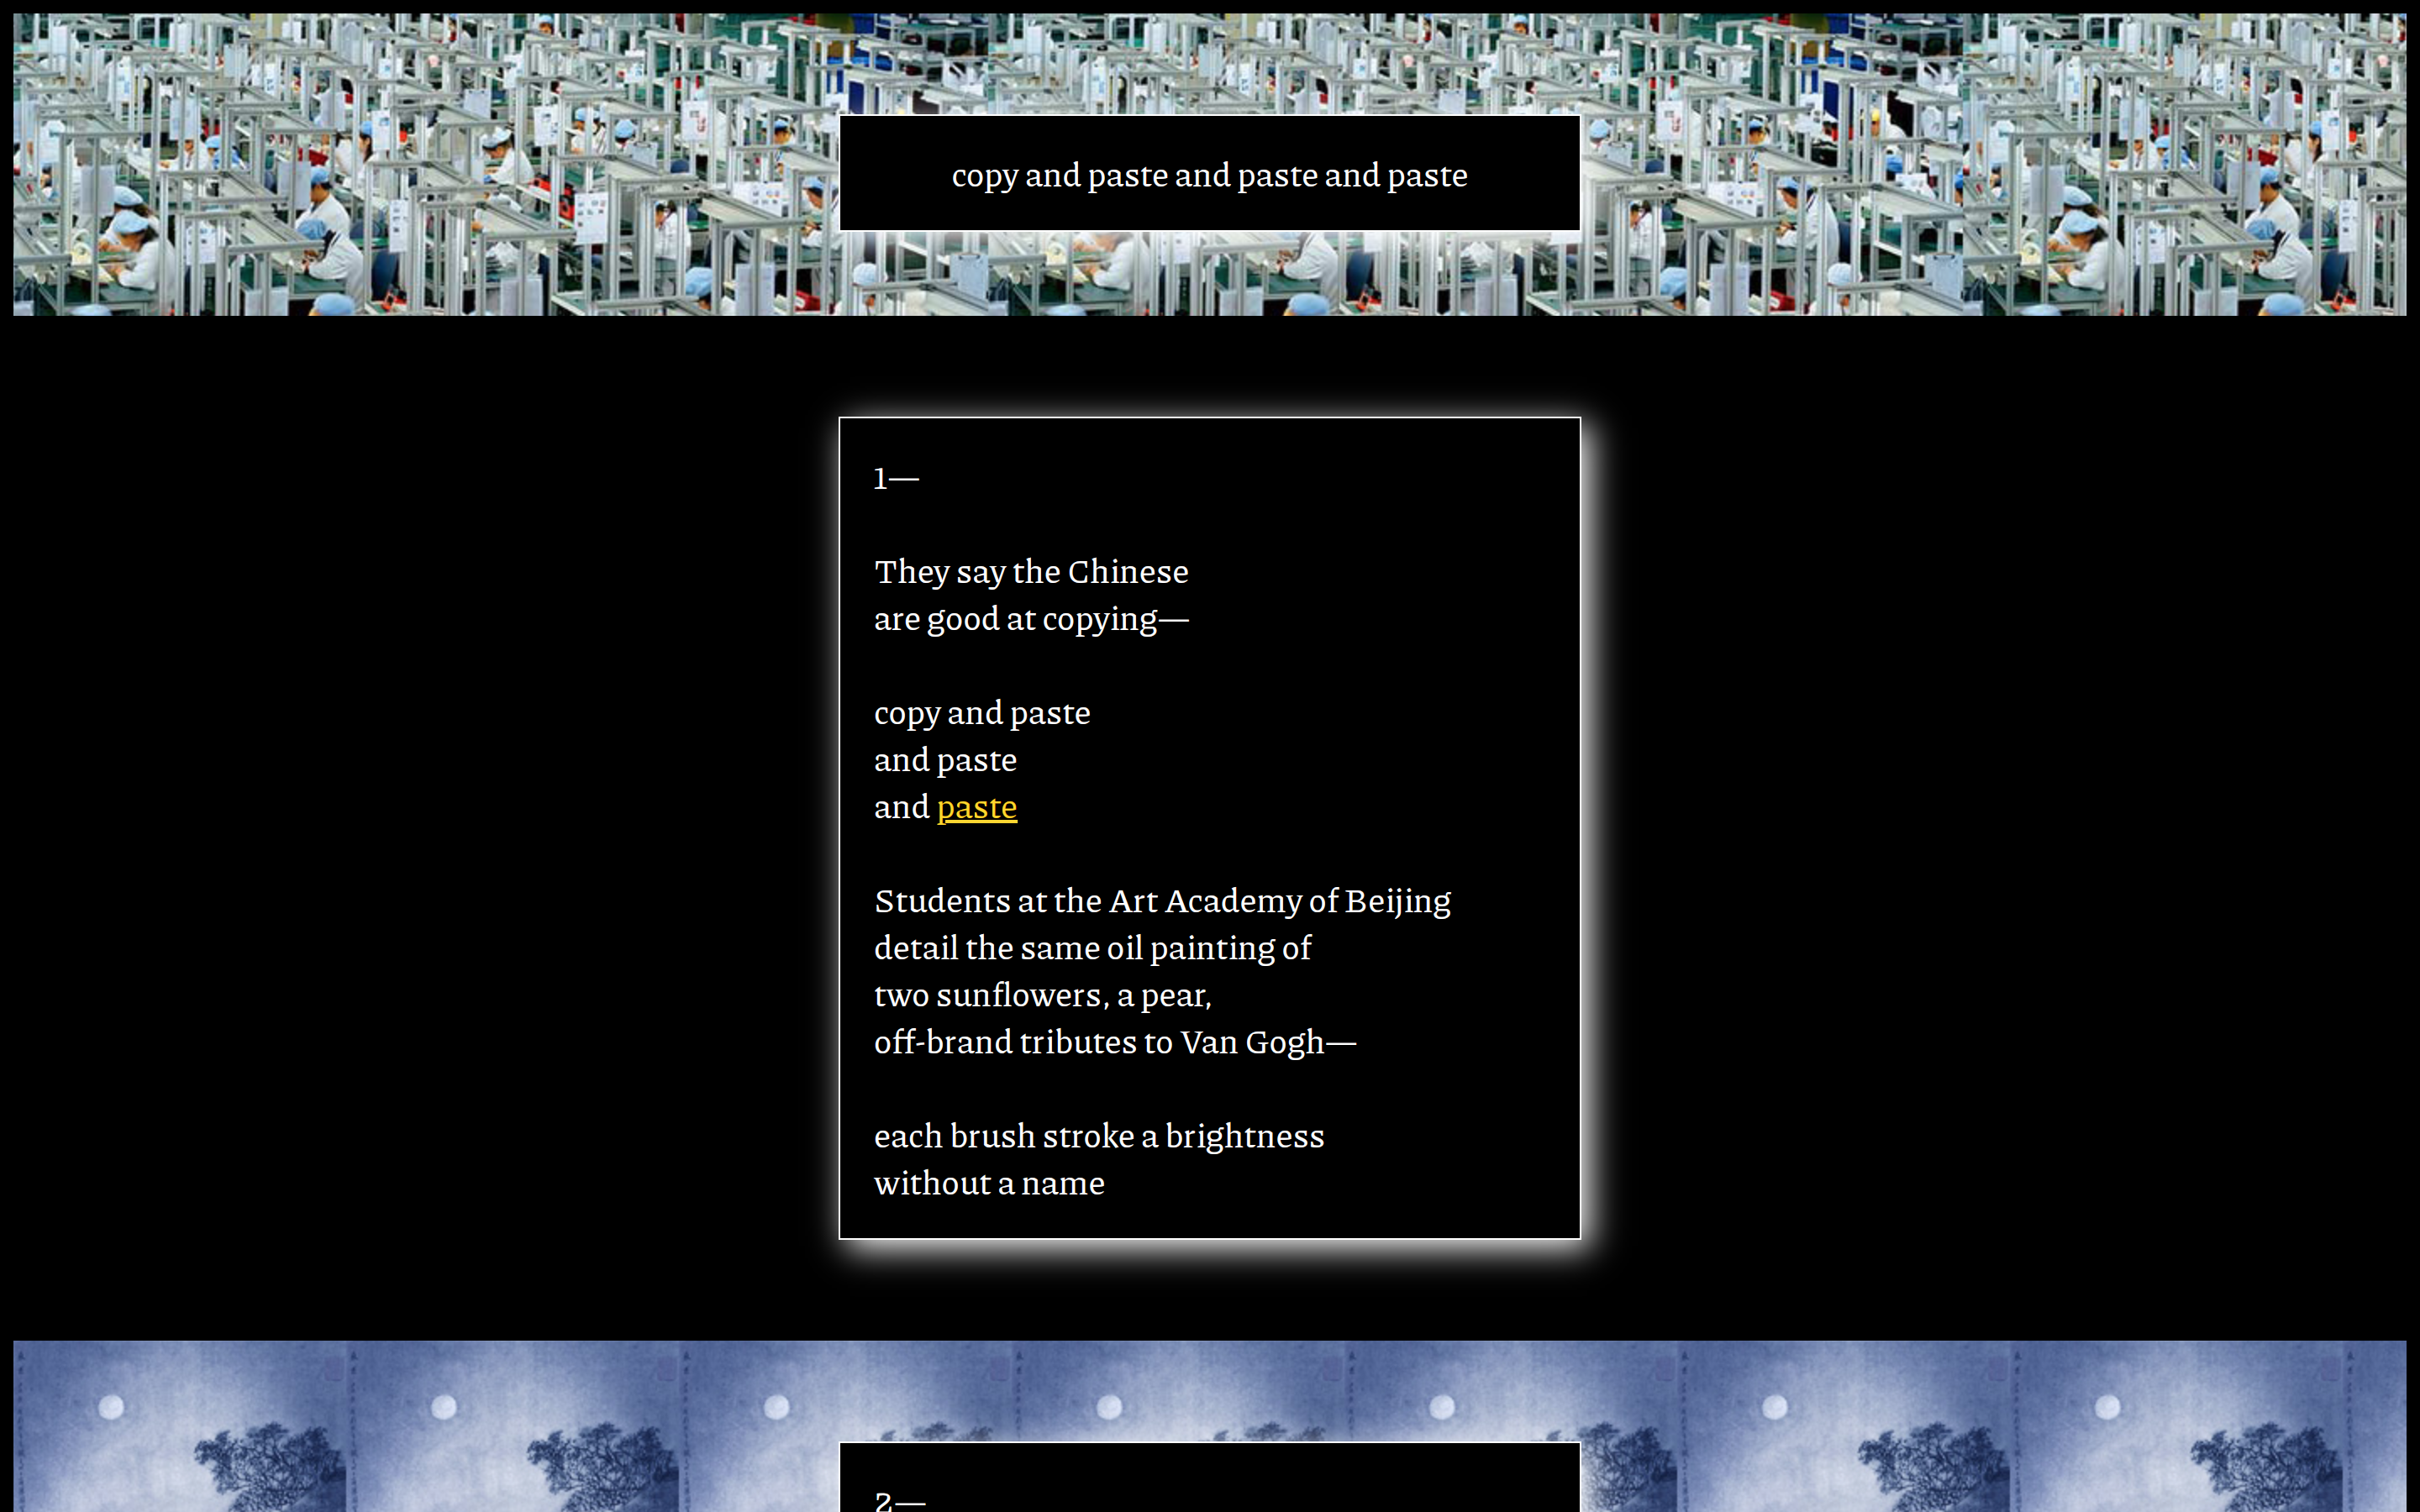 copy and paste and paste and paste
1—
They say the Chinese
are good at copying—
copy and paste
and paste
and paste
Students at the Art Academy of Beijing
detail the same oil painting of
two sunflowers, a pear,
off-brand tributes to Van Gogh—
each brush stroke a brightness
without a name
2—